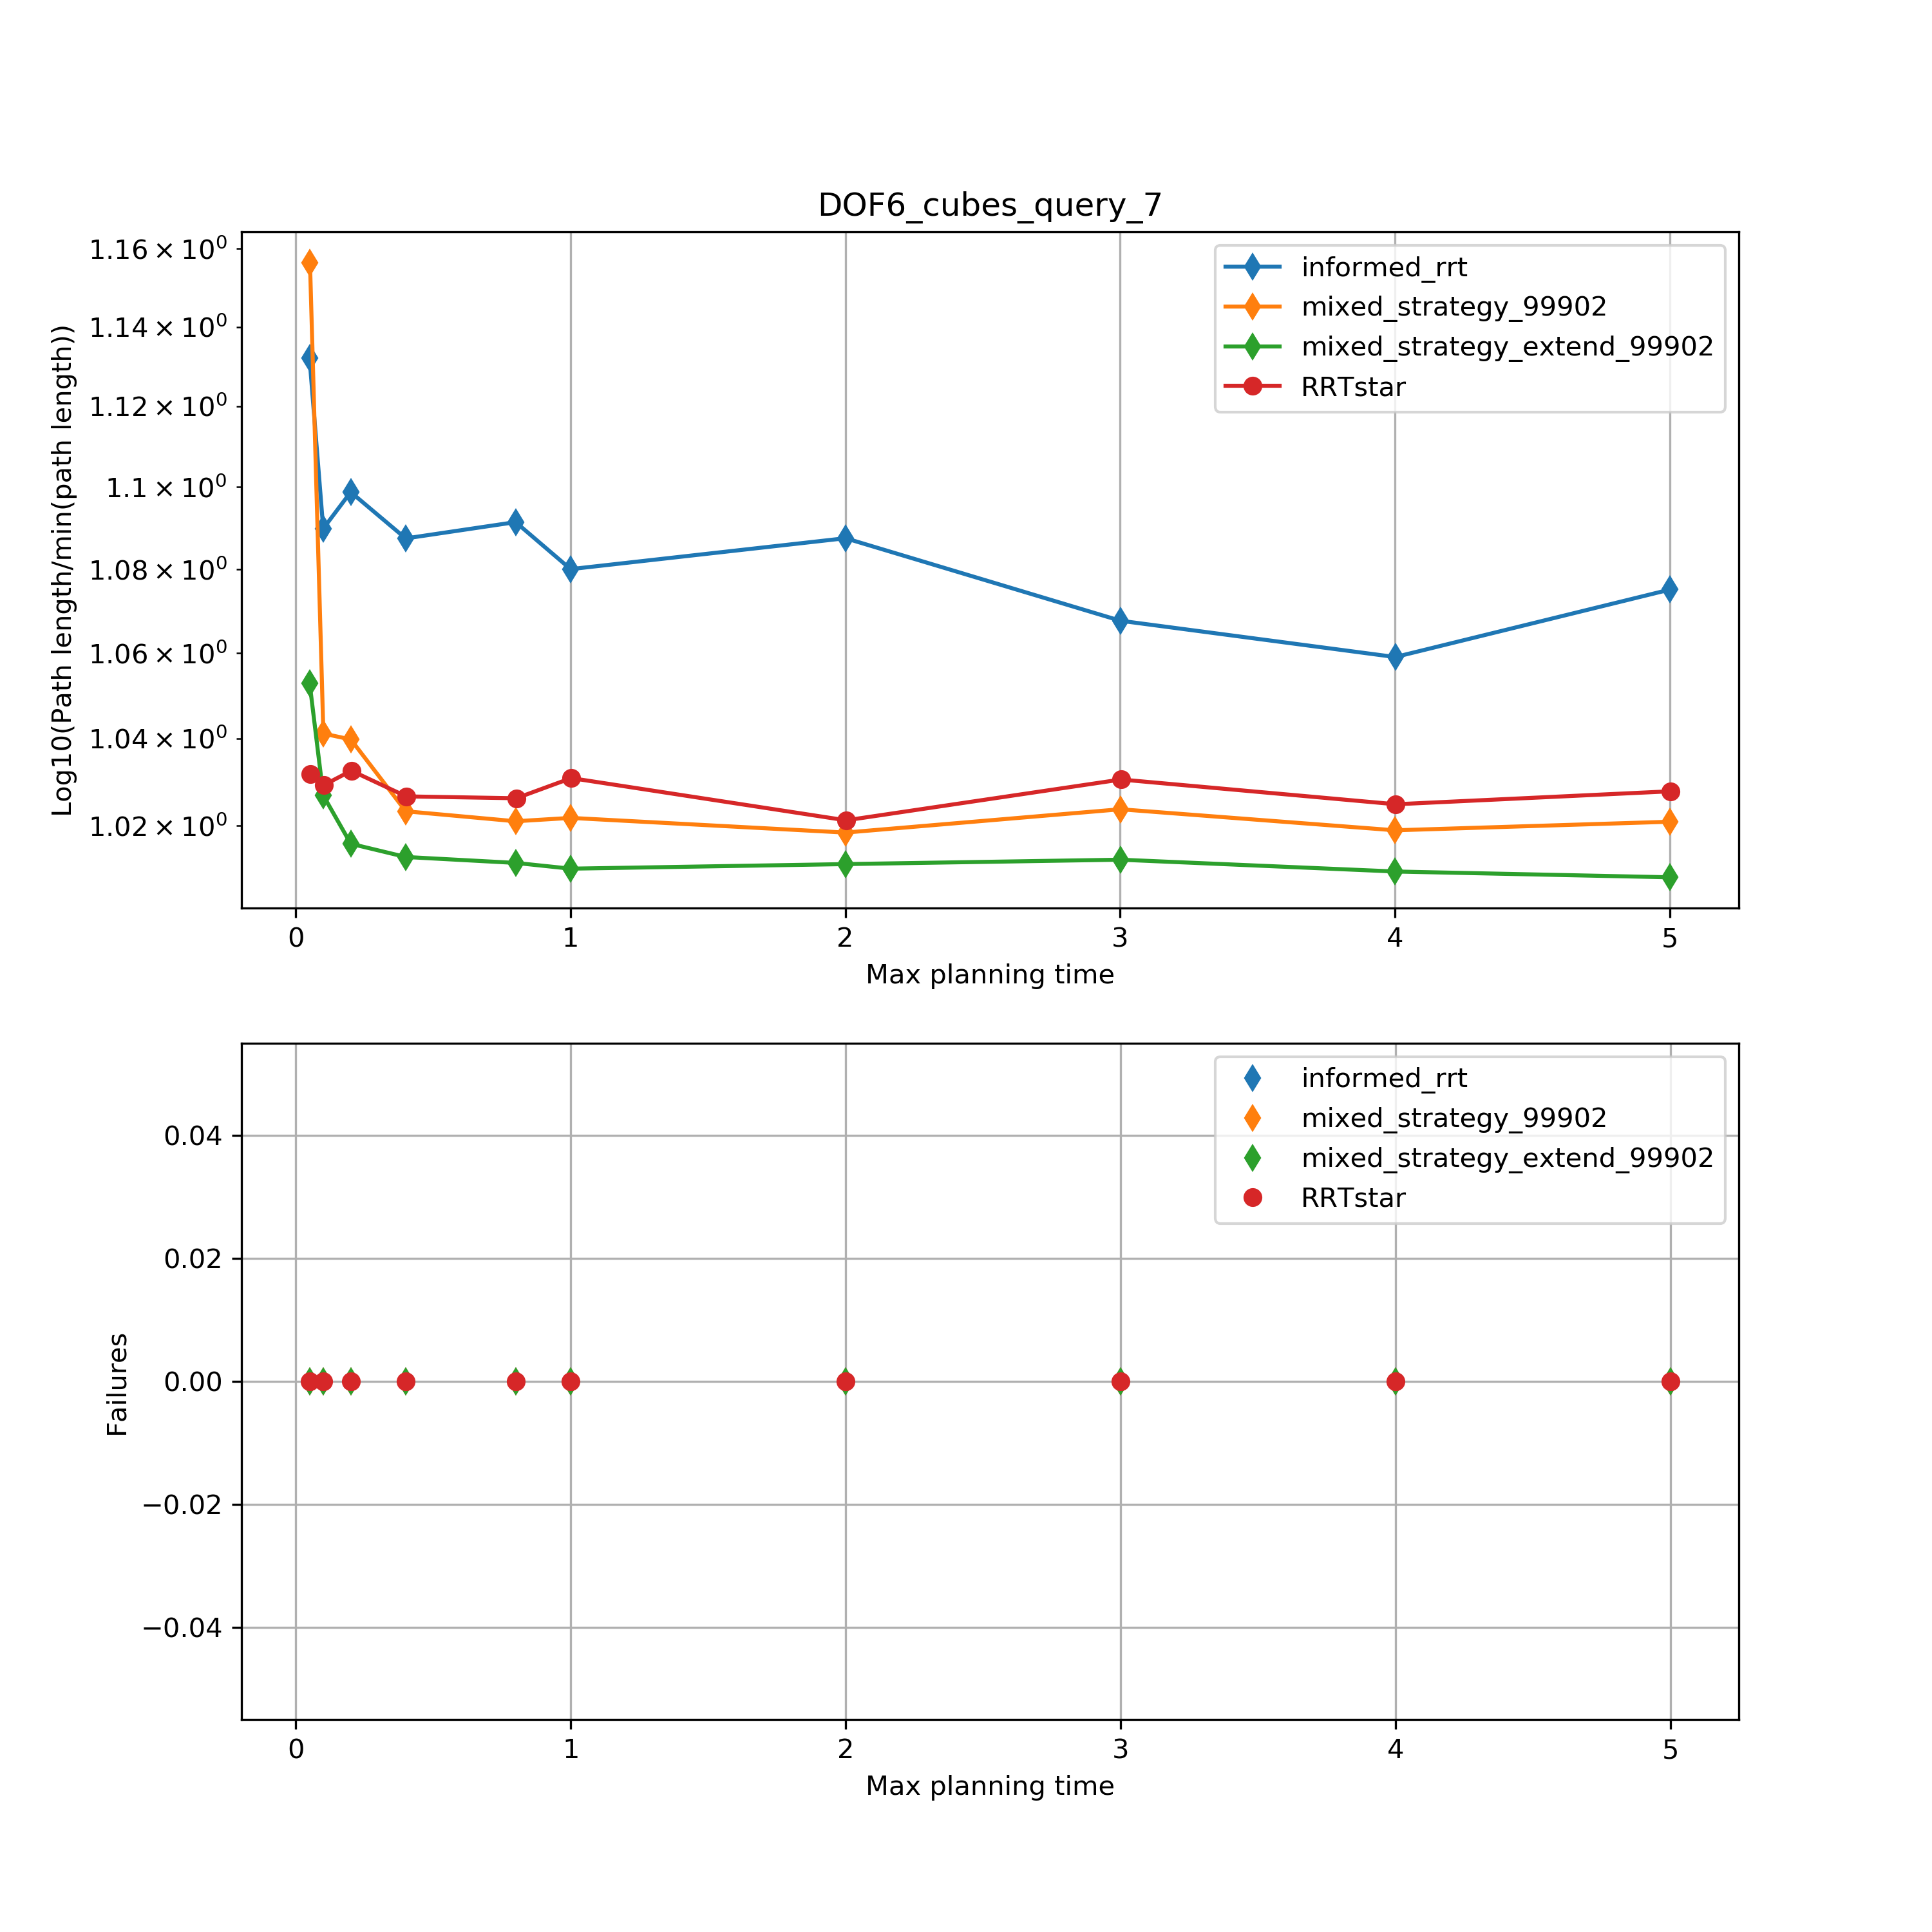 DOF6_cubes_query_7
1.16 × 10⁰
1.14 × 10⁰
1.12 × 10⁰
1.1 × 10⁰
1.08 × 10⁰
1.06 × 10⁰
1.04 × 10⁰
1.02 × 10⁰
Log10(Path length/min(path length))
informed_rrt
mixed_strategy_99902
mixed_strategy_extend_99902
RRTstar
0 1 2 3 4 5
Max planning time
0.04
0.02
0.00
−0.02
−0.04
Failures
informed_rrt
mixed_strategy_99902
mixed_strategy_extend_99902
RRTstar
0 1 2 3 4 5
Max planning time